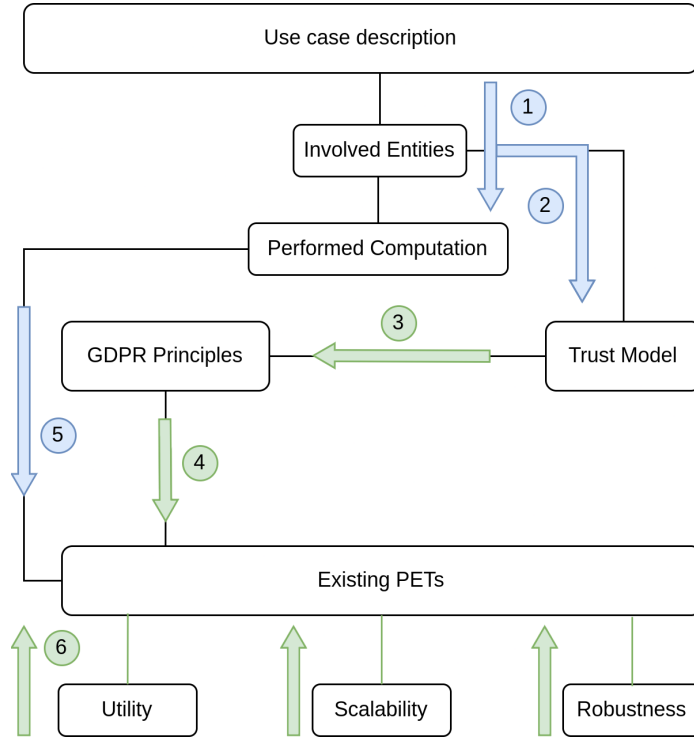 Use case description
1
Involved Entities
2
Performed Computation
3
GDPR Principles
Trust Model
5
4
Existing PETs
6
Utility
Scalability
Robustness